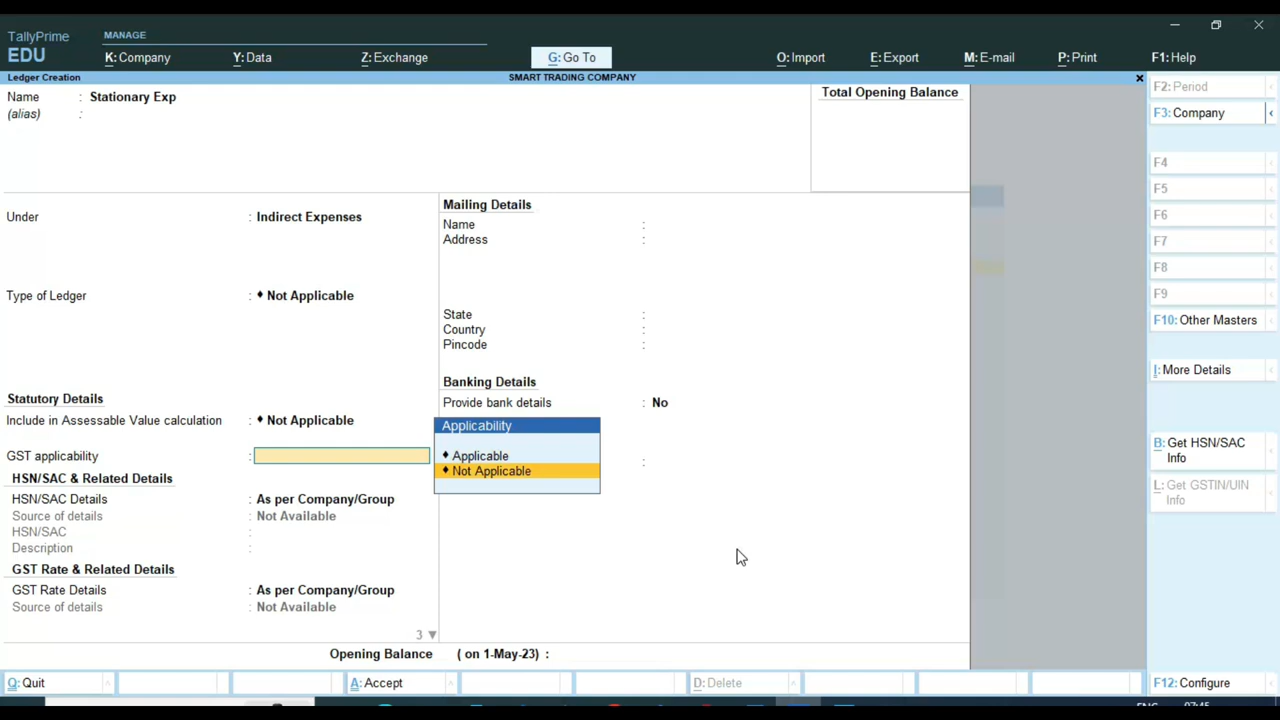 TallyPrime
MANAGE
EDU
K: Company
Y: Data
Z: Exchange
G: Go To
O: Import
E: Export
M: E-mail
P: Print
F1: Help
Ledger Creation
SMART TRADING COMPANY
Name : Stationary Exp
(alias) :
Total Opening Balance
Under : Indirect Expenses
Type of Ledger : ♦ Not Applicable
Statutory Details
Include in Assessable Value calculation : ♦ Not Applicable
GST applicability :
HSN/SAC & Related Details
HSN/SAC Details : As per Company/Group
Source of details : Not Available
HSN/SAC :
Description :
GST Rate & Related Details
GST Rate Details : As per Company/Group
Source of details : Not Available
3 ▼
Mailing Details
Name :
Address :
State :
Country :
Pincode :
Banking Details
Provide bank details : No
Applicability
♦ Applicable
♦ Not Applicable
:
Opening Balance ( on 1-May-23) :
F2: Period
F3: Company
F4
F5
F6
F7
F8
F9
F10: Other Masters
I: More Details
B: Get HSN/SAC
Info
L: Get GSTIN/UIN
Info
Q: Quit
A: Accept
D: Delete
F12: Configure